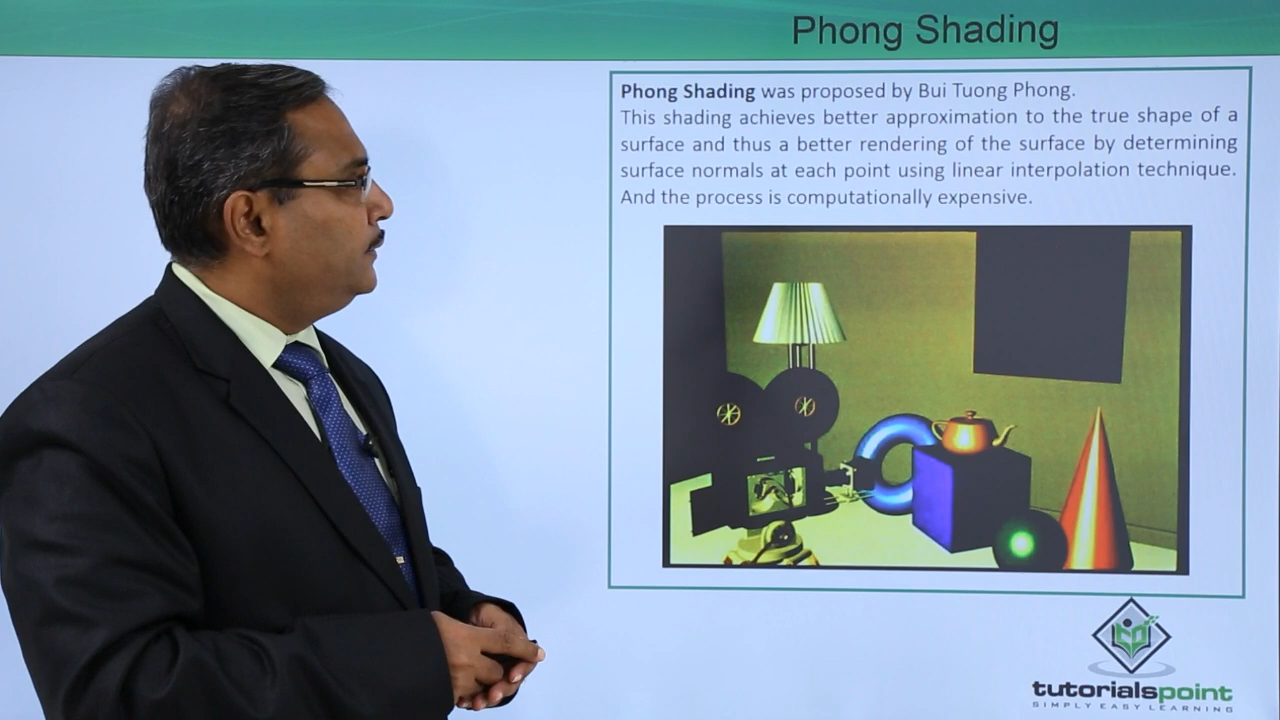 Phong Shading
Phong Shading was proposed by Bui Tuong Phong.
This shading achieves better approximation to the true shape of a
surface and thus a better rendering of the surface by determining
surface normals at each point using linear interpolation technique.
And the process is computationally expensive.
tutorialspoint
SIMPLY EASY LEARNING